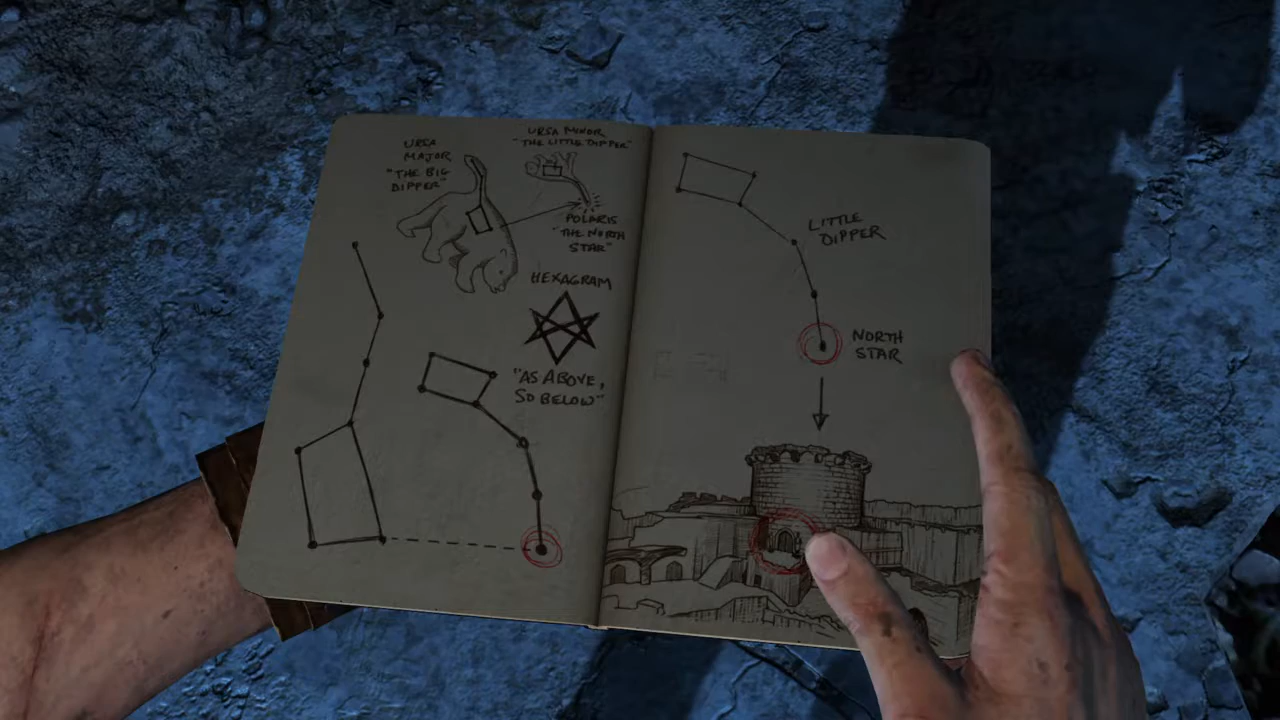 URSA
MAJOR
"THE BIG
DIPPER"
URSA MINOR
"THE LITTLE DIPPER"
POLARIS
"THE NORTH
STAR"
HEXAGRAM
"AS ABOVE,
SO BELOW"
LITTLE
DIPPER
NORTH
STAR